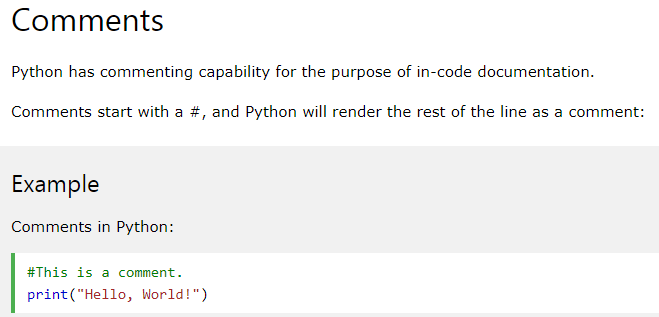 Comments
Python has commenting capability for the purpose of in-code documentation.
Comments start with a #, and Python will render the rest of the line as a comment:
Example
Comments in Python:
#This is a comment.
print("Hello, World!")